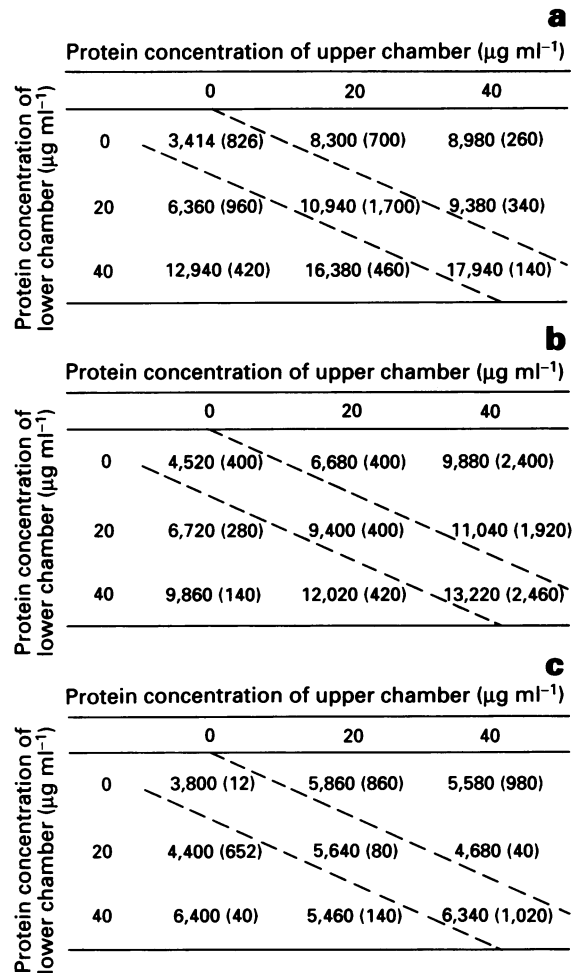 a
Protein concentration of upper chamber (µg ml⁻¹)
0 20 40
Protein concentration of
lower chamber (µg ml⁻¹)
0 3,414 (826) 8,300 (700) 8,980 (260)
20 6,360 (960) 10,940 (1,700) 9,380 (340)
40 12,940 (420) 16,380 (460) 17,940 (140)
b
Protein concentration of upper chamber (µg ml⁻¹)
0 20 40
Protein concentration of
lower chamber (µg ml⁻¹)
0 4,520 (400) 6,680 (400) 9,880 (2,400)
20 6,720 (280) 9,400 (400) 11,040 (1,920)
40 9,860 (140) 12,020 (420) 13,220 (2,460)
c
Protein concentration of upper chamber (µg ml⁻¹)
0 20 40
Protein concentration of
lower chamber (µg ml⁻¹)
0 3,800 (12) 5,860 (860) 5,580 (980)
20 4,400 (652) 5,640 (80) 4,680 (40)
40 6,400 (40) 5,460 (140) 6,340 (1,020)